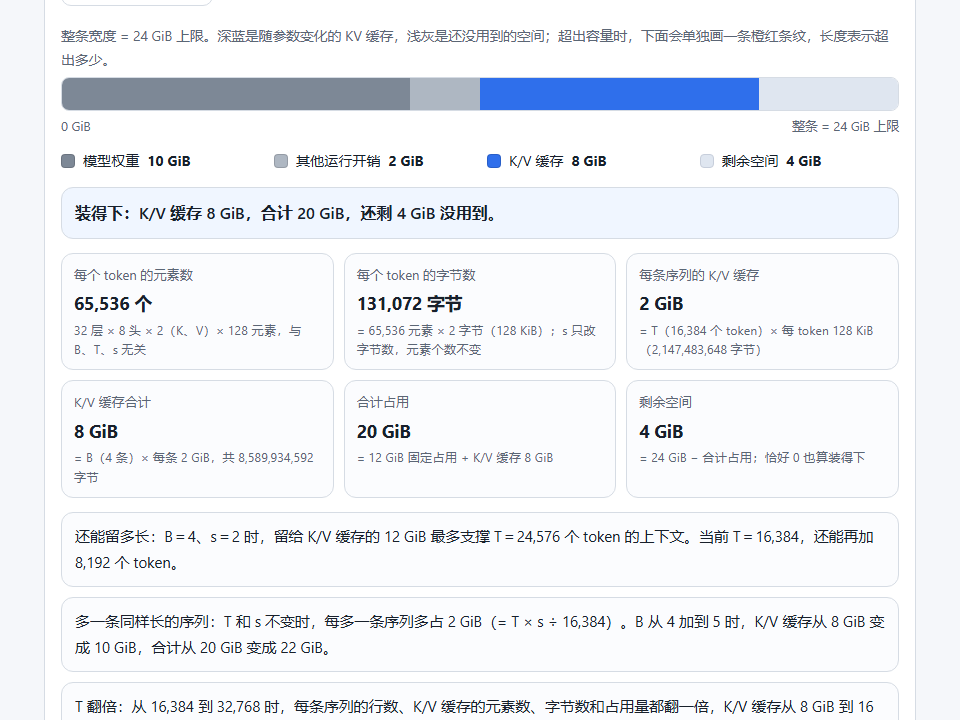 整条宽度 = 24 GiB 上限。深蓝是随参数变化的 KV 缓存，浅灰是还没用到的空间；超出容量时，下面会单独画一条橙红条纹，长度表示超
出多少。
0 GiB
整条 = 24 GiB 上限
模型权重 10 GiB
其他运行开销 2 GiB
K/V 缓存 8 GiB
剩余空间 4 GiB
装得下：K/V 缓存 8 GiB，合计 20 GiB，还剩 4 GiB 没用到。
每个 token 的元素数
65,536 个
32 层 × 8 头 × 2（K、V）× 128 元素，与
B、T、s 无关
每个 token 的字节数
131,072 字节
= 65,536 元素 × 2 字节（128 KiB）；s 只改
字节数，元素个数不变
每条序列的 K/V 缓存
2 GiB
= T（16,384 个 token）× 每 token 128 KiB
（2,147,483,648 字节）
K/V 缓存合计
8 GiB
= B（4 条）× 每条 2 GiB，共 8,589,934,592
字节
合计占用
20 GiB
= 12 GiB 固定占用 + K/V 缓存 8 GiB
剩余空间
4 GiB
= 24 GiB − 合计占用；恰好 0 也算装得下
还能留多长：B = 4、s = 2 时，留给 K/V 缓存的 12 GiB 最多支撑 T = 24,576 个 token 的上下文。当前 T = 16,384，还能再加
8,192 个 token。
多一条同样长的序列：T 和 s 不变时，每多一条序列多占 2 GiB（= T × s ÷ 16,384）。B 从 4 加到 5 时，K/V 缓存从 8 GiB 变
成 10 GiB，合计从 20 GiB 变成 22 GiB。
T 翻倍：从 16,384 到 32,768 时，每条序列的行数、K/V 缓存的元素数、字节数和占用量都翻一倍，K/V 缓存从 8 GiB 到 16